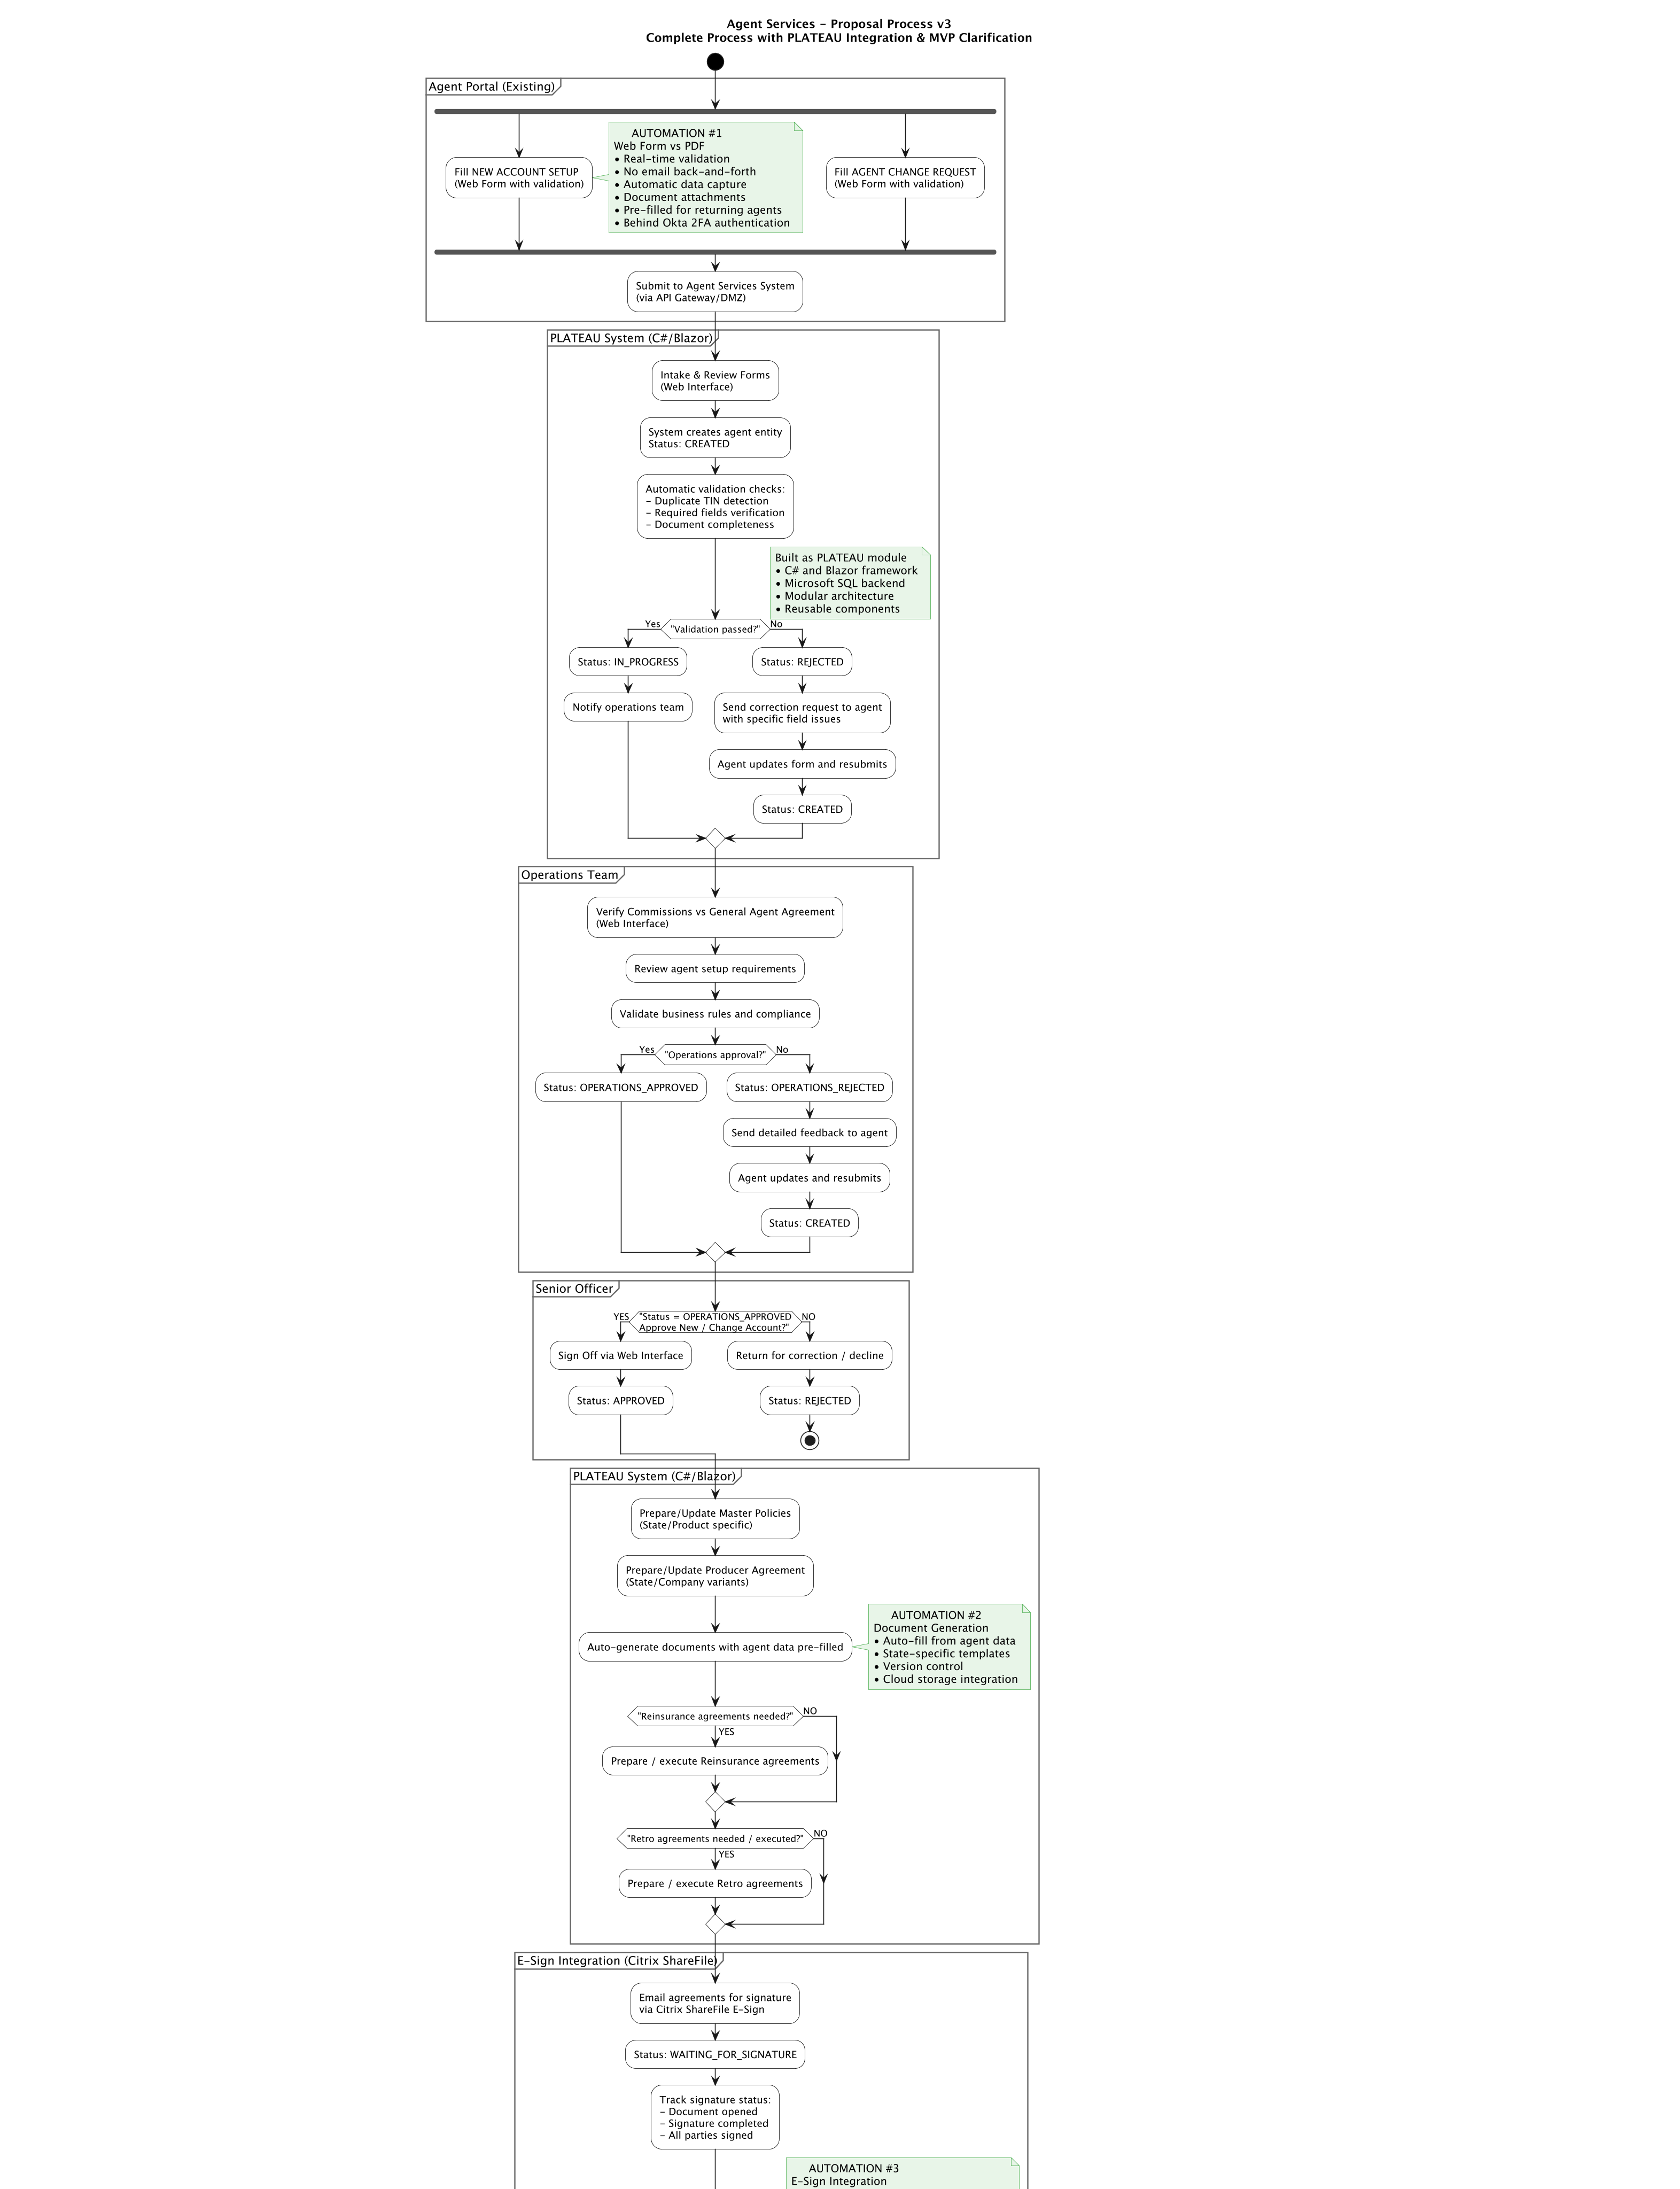 Agent Services - Proposal Process v3
Complete Process with PLATEAU Integration & MVP Clarification
Agent Portal (Existing)
Fill NEW ACCOUNT SETUP
(Web Form with validation)
AUTOMATION #1
Web Form vs PDF
• Real-time validation
• No email back-and-forth
• Automatic data capture
• Document attachments
• Pre-filled for returning agents
• Behind Okta 2FA authentication
Fill AGENT CHANGE REQUEST
(Web Form with validation)
Submit to Agent Services System
(via API Gateway/DMZ)
PLATEAU System (C#/Blazor)
Intake & Review Forms
(Web Interface)
System creates agent entity
Status: CREATED
Automatic validation checks:
- Duplicate TIN detection
- Required fields verification
- Document completeness
Built as PLATEAU module
• C# and Blazor framework
• Microsoft SQL backend
• Modular architecture
• Reusable components
Yes
"Validation passed?"
No
Status: IN_PROGRESS
Notify operations team
Status: REJECTED
Send correction request to agent
with specific field issues
Agent updates form and resubmits
Status: CREATED
Operations Team
Verify Commissions vs General Agent Agreement
(Web Interface)
Review agent setup requirements
Validate business rules and compliance
Yes
"Operations approval?"
No
Status: OPERATIONS_APPROVED
Status: OPERATIONS_REJECTED
Send detailed feedback to agent
Agent updates and resubmits
Status: CREATED
Senior Officer
YES
"Status = OPERATIONS_APPROVED
Approve New / Change Account?"
NO
Sign Off via Web Interface
Status: APPROVED
Return for correction / decline
Status: REJECTED
PLATEAU System (C#/Blazor)
Prepare/Update Master Policies
(State/Product specific)
Prepare/Update Producer Agreement
(State/Company variants)
Auto-generate documents with agent data pre-filled
AUTOMATION #2
Document Generation
• Auto-fill from agent data
• State-specific templates
• Version control
• Cloud storage integration
"Reinsurance agreements needed?"
NO
YES
Prepare / execute Reinsurance agreements
"Retro agreements needed / executed?"
NO
YES
Prepare / execute Retro agreements
E-Sign Integration (Citrix ShareFile)
Email agreements for signature
via Citrix ShareFile E-Sign
Status: WAITING_FOR_SIGNATURE
Track signature status:
- Document opened
- Signature completed
- All parties signed
AUTOMATION #3
E-Sign Integration